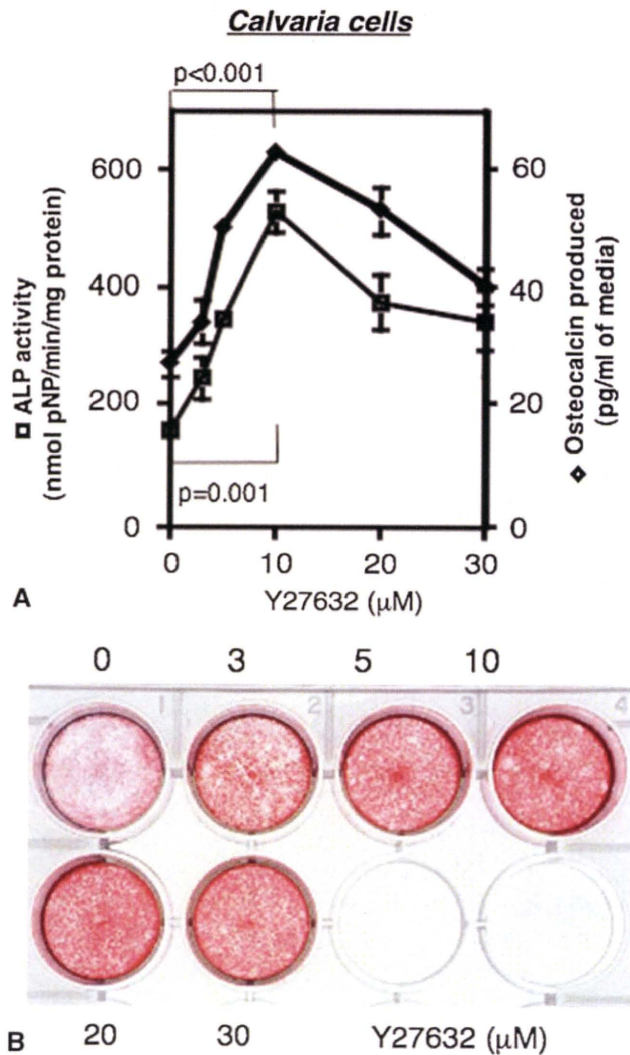 Calvaria cells
p<0.001
600
400
200
0
ALP activity
(nmol pNP/min/mg protein)
60
40
20
0
Osteocalcin produced
(pg/ml of media)
p=0.001
0 10 20 30
Y27632 (μM)
A
0 3 5 10
1 2 3 4
B 20 30 Y27632 (μM)